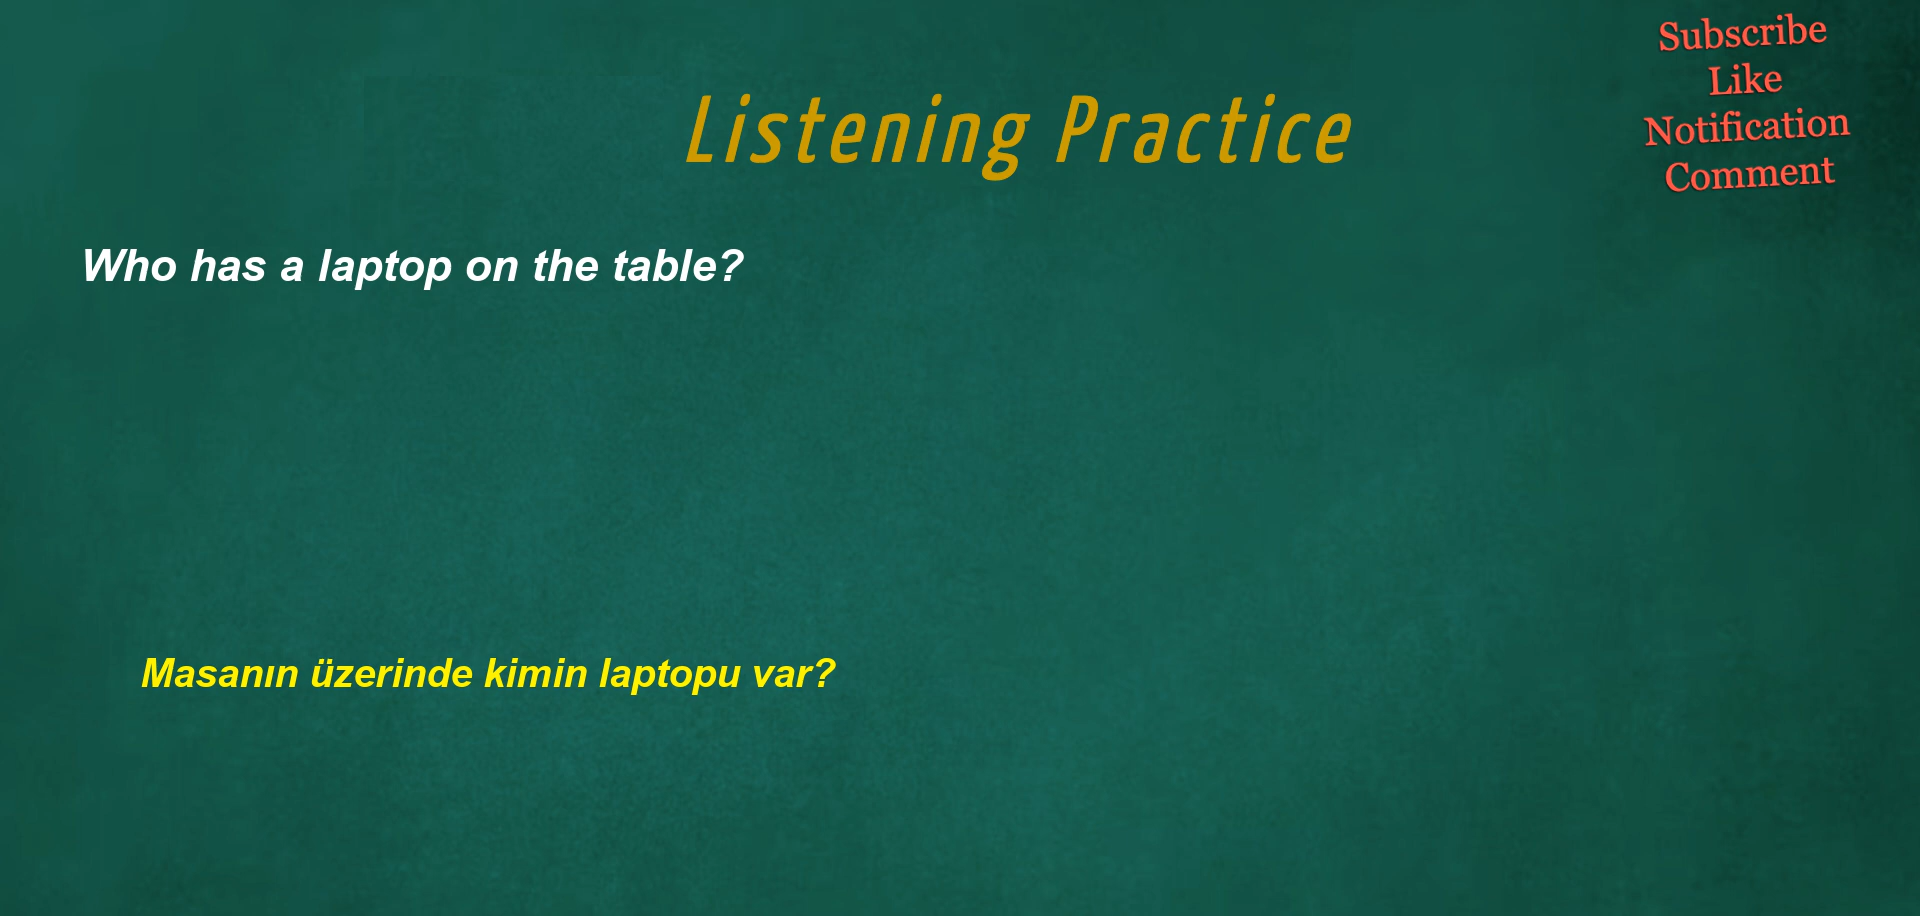 Subscribe
Like
Notification
Comment
Listening Practice
Who has a laptop on the table?
Masanın üzerinde kimin laptopu var?